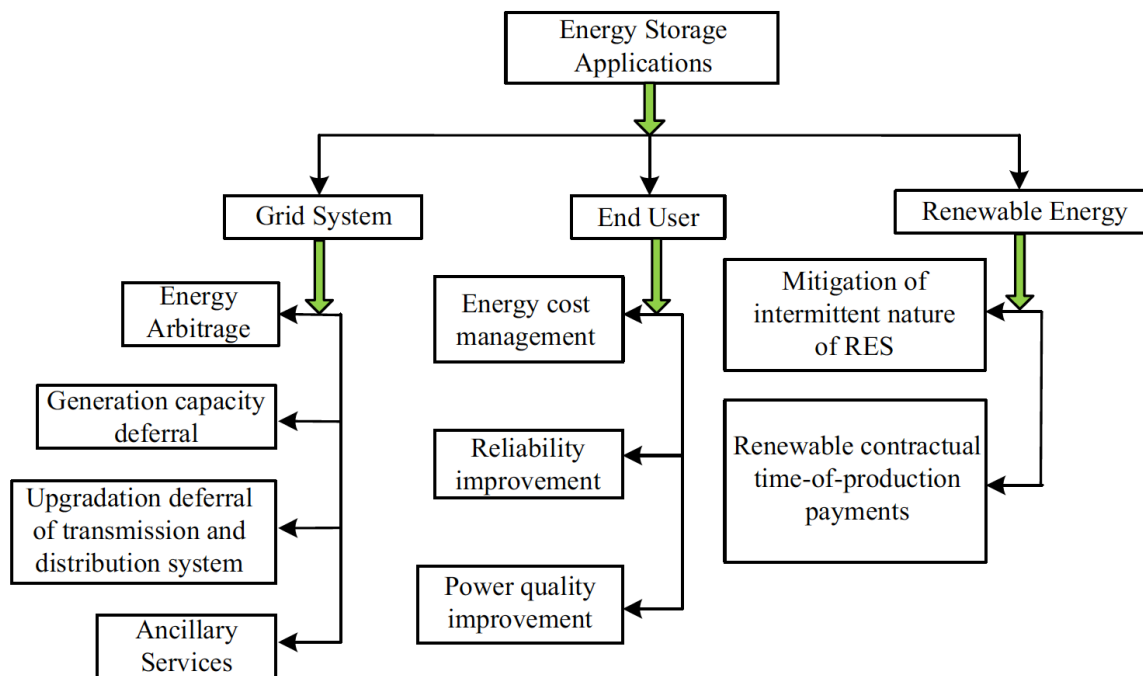 Energy Storage
Applications
Grid System
End User
Renewable Energy
Energy
Arbitrage
Generation capacity
deferral
Upgradation deferral
of transmission and
distribution system
Ancillary
Services
Energy cost
management
Reliability
improvement
Power quality
improvement
Mitigation of
intermittent nature
of RES
Renewable contractual
time-of-production
payments